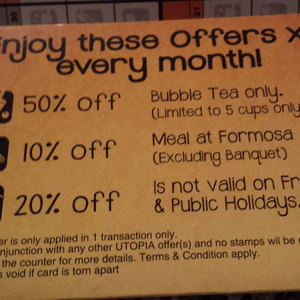 Enjoy these Offers
every month!
50% off
Bubble Tea only.
(Limited to 5 cups only
10% off
Meal at Formosa
(Excluding Banquet)
20% off
Is not valid on Fr
& Public Holidays.
er is only applied in 1 transaction only.
njunction with any other UTOPIA offer(s) and no stamps will be
the counter for more details. Terms & Condition apply.
s void if card is torn apart